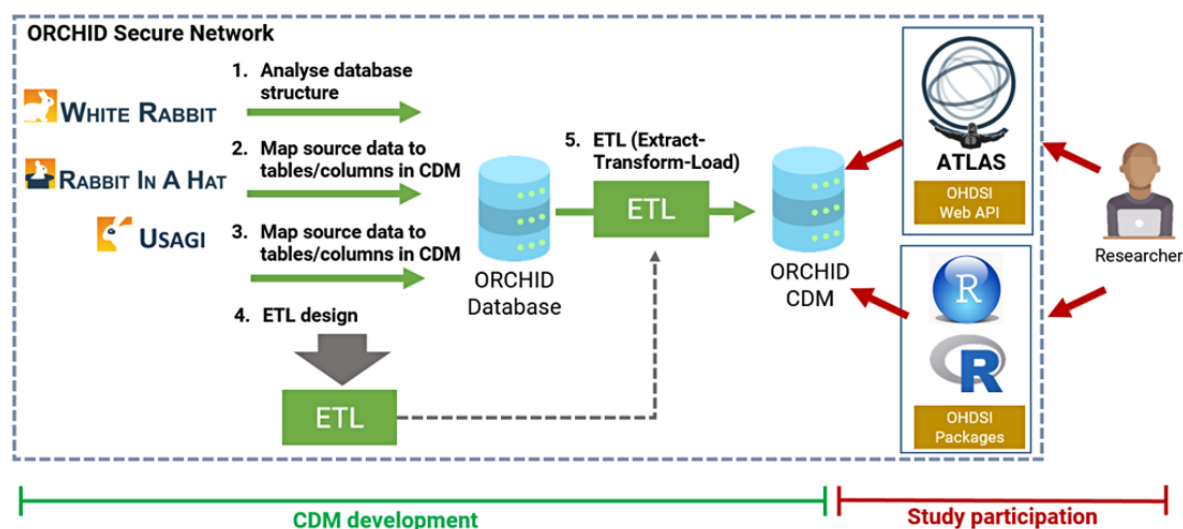 ORCHID Secure Network
WHITE RABBIT
1. Analyse database
structure
RABBIT IN A HAT
2. Map source data to
tables/columns in CDM
USAGI
3. Map source data to
tables/columns in CDM
4. ETL design
ETL
ORCHID
Database
5. ETL (Extract-
Transform-Load)
ETL
ORCHID
CDM
ATLAS
OHDSI
Web API
R
R
OHDSI
Packages
Researcher
CDM development
Study participation